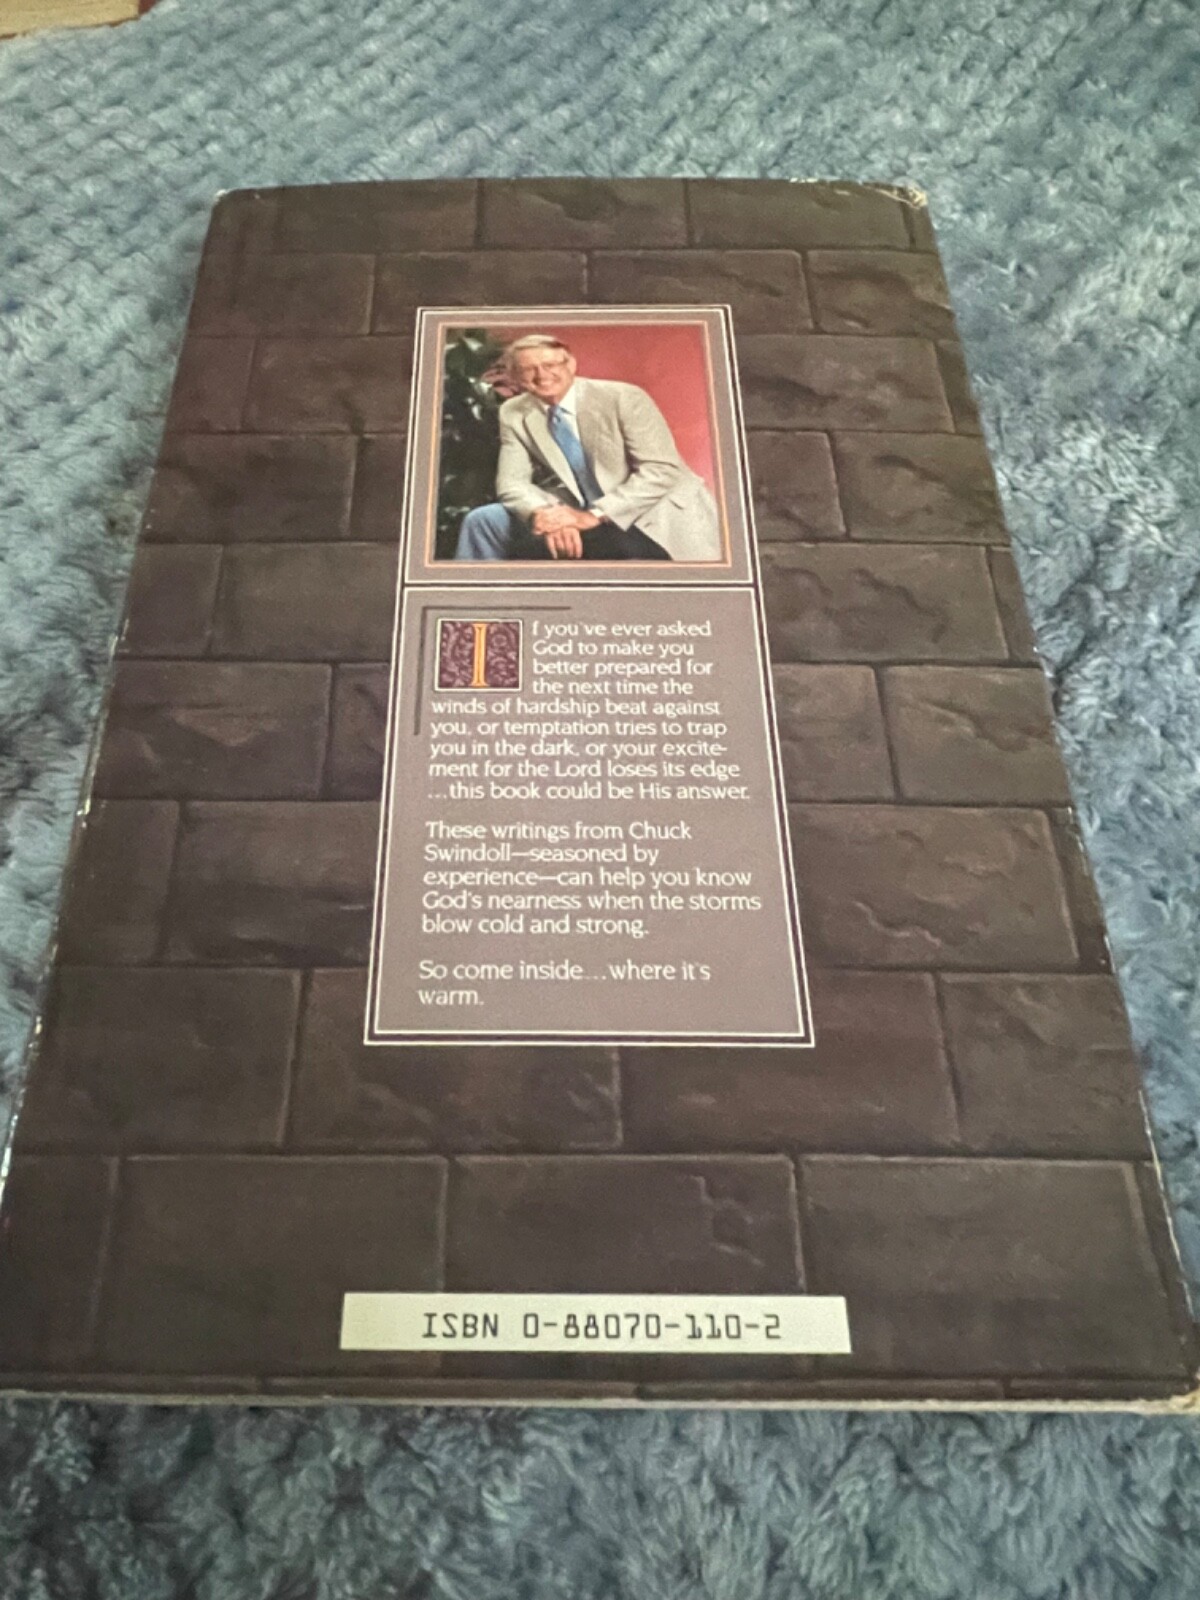 If you've ever asked
God to make you
better prepared for
the next time the
winds of hardship beat against
you, or temptation tries to trap
you in the dark, or your excite-
ment for the Lord loses its edge
...this book could be His answer.
These writings from Chuck
Swindoll—seasoned by
experience—can help you know
God's nearness when the storms
blow cold and strong.
So come inside...where it's
warm.
ISBN 0-88070-110-2